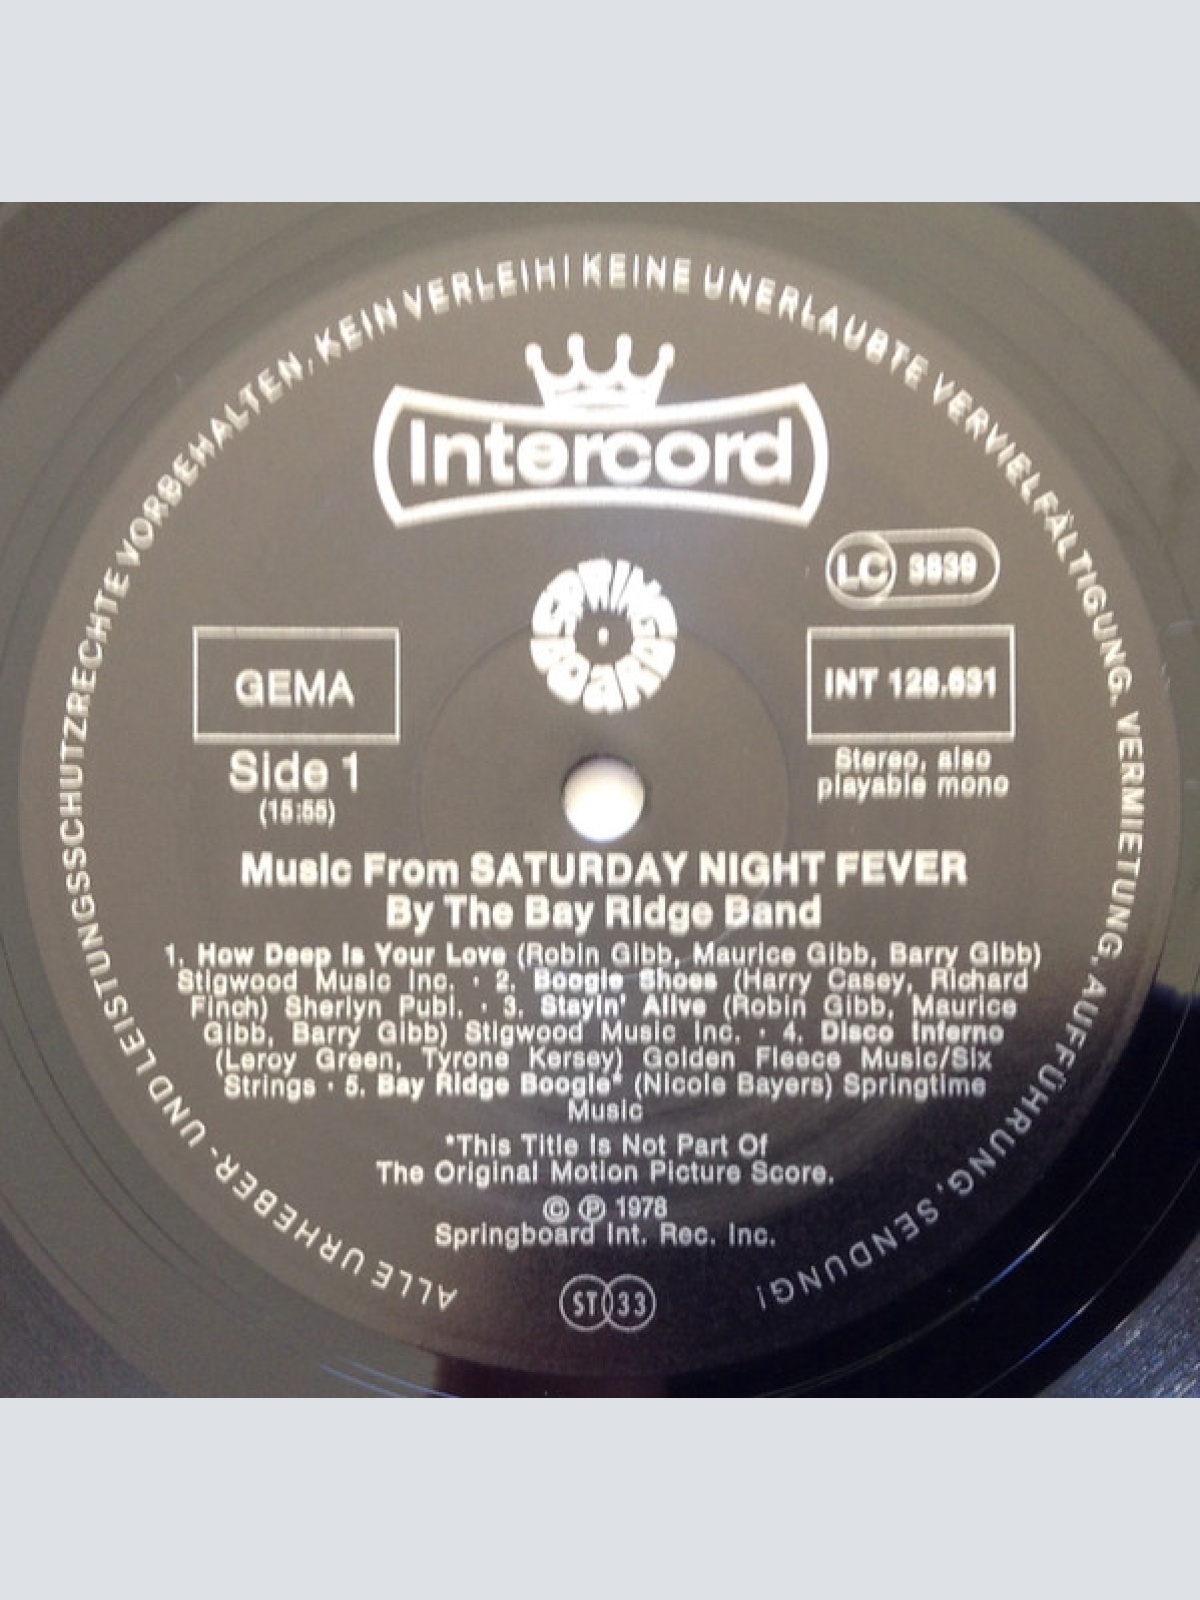 ALLE URHEBER- UND LEISTUNGSSCHUTZRECHTE VORBEHALTEN, KEIN VERLEIH! KEINE UNERLAUBTE VERVIELFÄLTIGUNG, VERMIETUNG, AUFFÜHRUNG, SENDUNG!
Intercord
LC 3839
SPRING BOARD
GEMA
INT 128.631
Side 1
(15:55)
Stereo, also
playable mono
Music From SATURDAY NIGHT FEVER
By The Bay Ridge Band
1. How Deep Is Your Love (Robin Gibb, Maurice Gibb, Barry Gibb)
Stigwood Music Inc. · 2. Boogie Shoes (Harry Casey, Richard
Finch) Sherlyn Publ. · 3. Stayin' Alive (Robin Gibb, Maurice
Gibb, Barry Gibb) Stigwood Music Inc. · 4. Disco Inferno
(Leroy Green, Tyrone Kersey) Golden Fleece Music/Six
Strings · 5. Bay Ridge Boogie* (Nicole Bayers) Springtime
Music
*This Title Is Not Part Of
The Original Motion Picture Score.
© ℗ 1978
Springboard Int. Rec. Inc.
ST 33